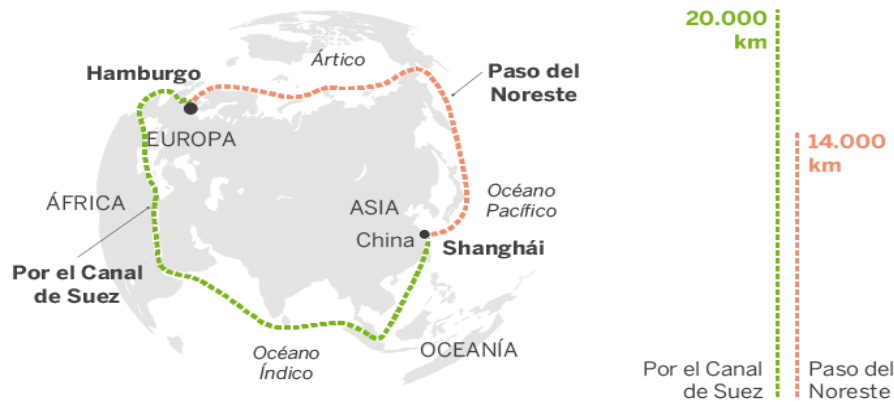 Hamburgo
Ártico
Paso del
Noreste
EUROPA
ÁFRICA
ASIA
Océano
Pacífico
China
Shanghái
Por el Canal
de Suez
Océano
Índico
OCEANÍA
20.000
km
14.000
km
Por el Canal
de Suez
Paso del
Noreste